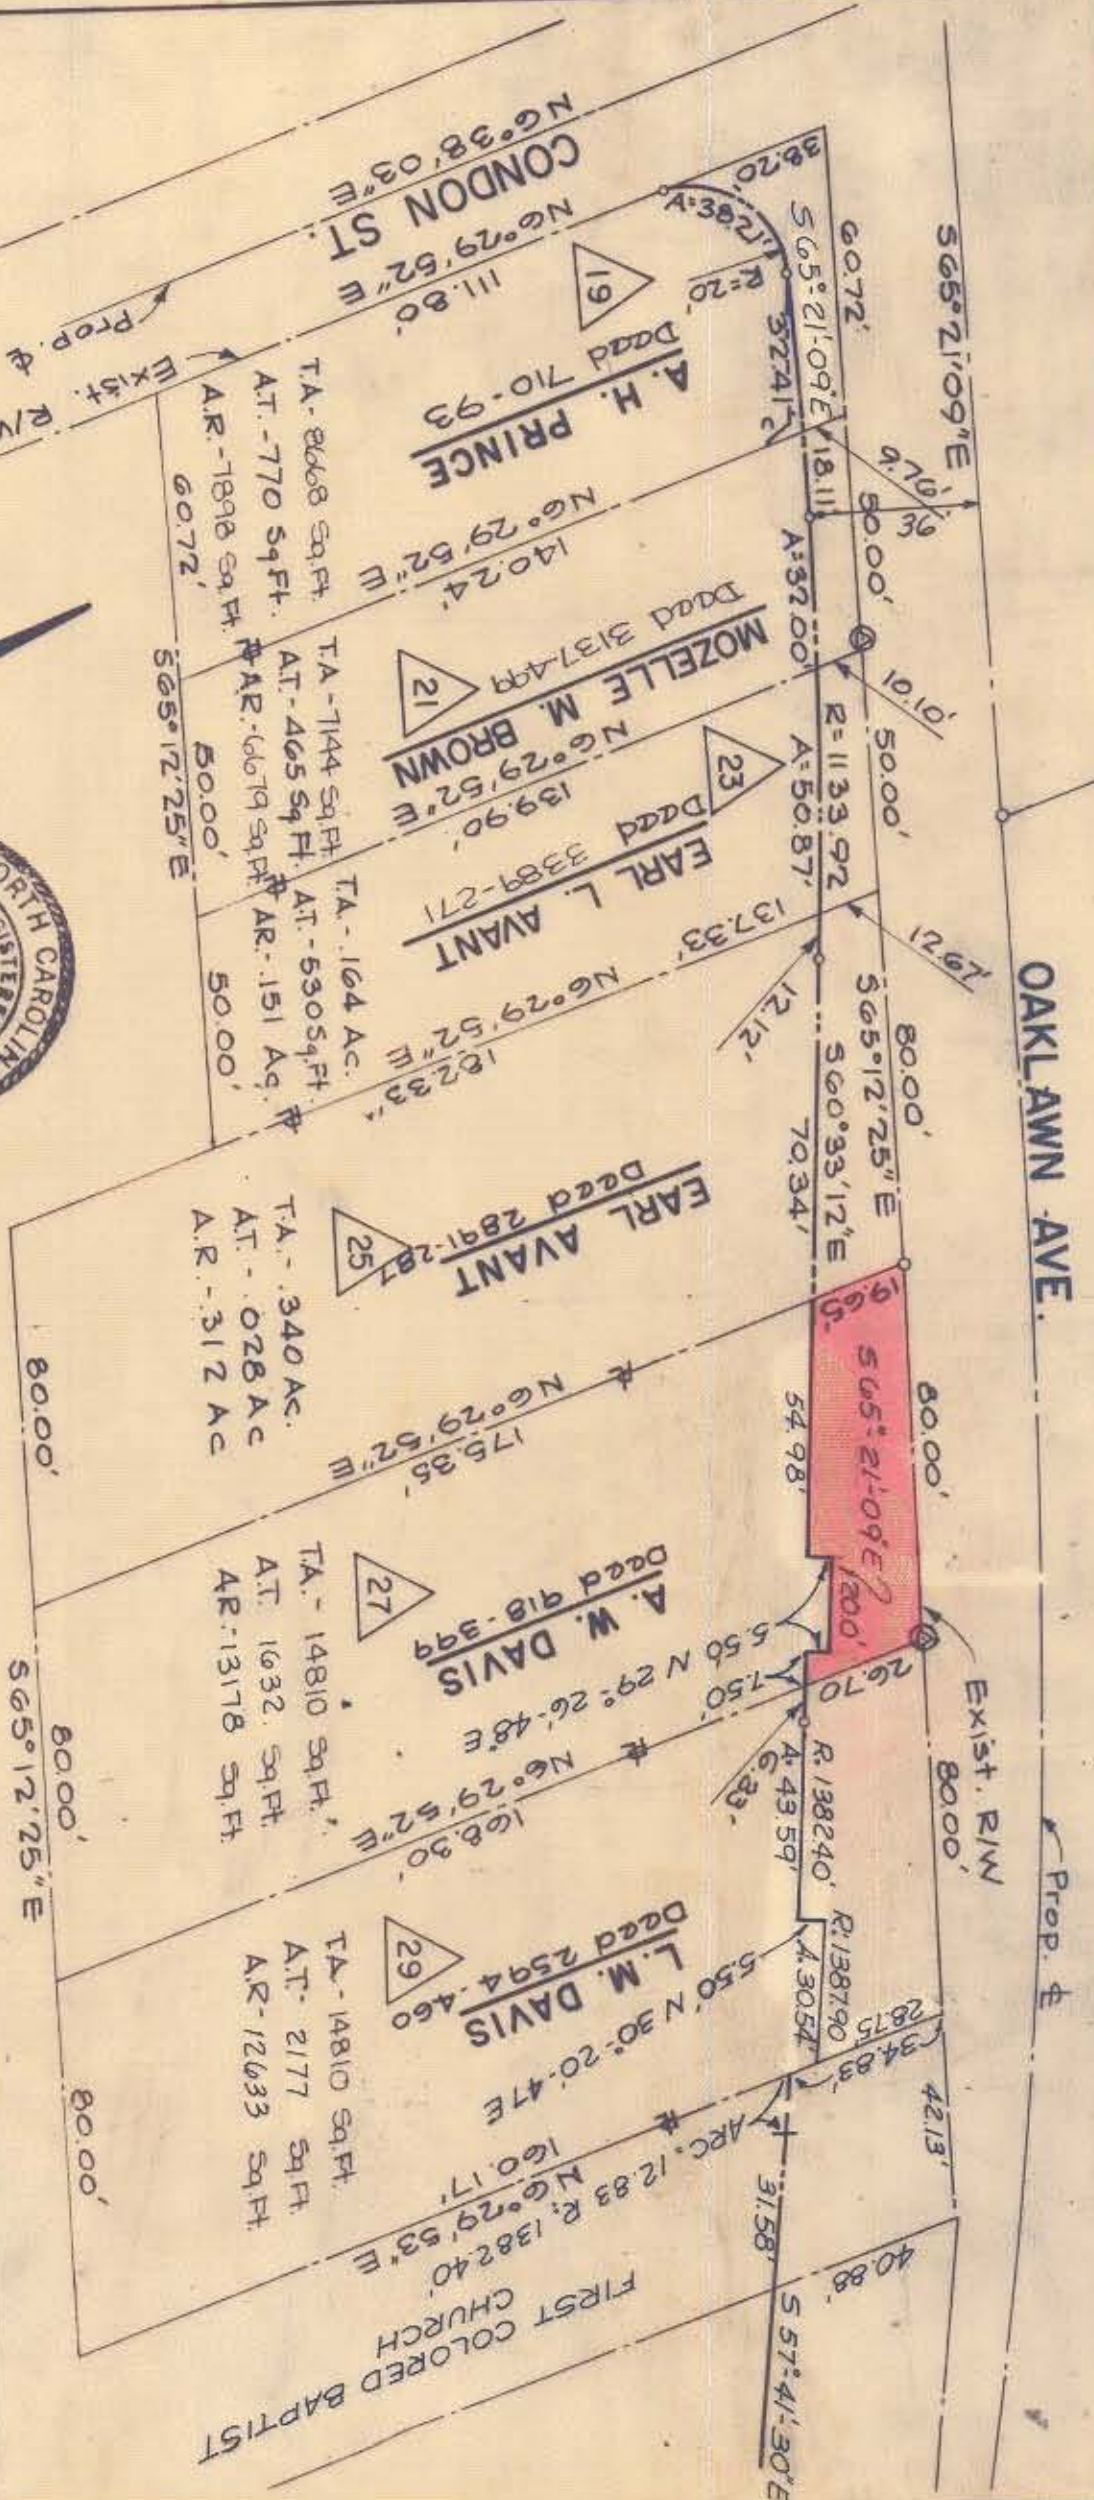 S65°21'09"E
OAKLAWN AVE.
Prop. ℄
60.72'
50.00'
50.00'
80.00'
80.00'
80.00'
42.13'
9.76'
36
10.10'
12.67'
Exist. R/W
38.20'
S65°21'09"E
18.11
S65°12'25"E
19.65'
S65°21'09"E
20.0'
26.70
28.75'
34.83'
40.88'
A=38.21'
R=20'
32.41'
c
A=32.00'
R=1133.92
A=50.87'
12.12'
S60°33'12"E
70.34'
54.98'
5.50 N 29°26'-48"E
7.50'
6.23'
R. 1382.40'
A. 43.59'
R. 1387.90
A. 30.54'
5.50' N 30°-20'-47E
ARC. 12.83 R. 1382.40'
31.58'
S 57°-41'-30"E
N6°38'03"E
CONDON ST.
N6°29'52"E
111.80'
Prop. ℄
Exist.
19
A. H. PRINCE
Deed 710-93
T.A.-8668 Sq.Ft.
A.T.-770 Sq.Ft.
A.R.-7898 Sq.Ft.
60.72'
N6°29'52"E
140.24'
21
MOZELLE M. BROWN
Deed 3137-499
T.A-7144 Sq.Ft.
A.T.-465 Sq.Ft.
A.R.-6679 Sq.Ft.
50.00'
S65°12'25"E
N6°29'52"E
139.90'
23
EARL L. AVANT
Deed 3389-271
T.A.-.164 Ac.
A.T.-530 Sq.Ft.
A.R.-.151 Ac.
50.00'
137.33'
N6°29'52"E
182.33'
25
EARL AVANT
Deed 2891-287
T.A.-.340 Ac.
A.T.-.028 Ac
A.R.-.312 Ac
80.00'
N6°29'52"E
175.35'
27
A. W. DAVIS
Deed 918-399
T.A.-14810 Sq.Ft.
A.T. 1632. Sq.Ft.
A.R.-13178 Sq.Ft
80.00'
S65°12'25"E
N6°29'52"E
168.30'
29
L. M. DAVIS
Deed 2594-460
T.A-14810 Sq.Ft.
A.T.-2177 Sq.Ft.
A.R-12633 Sq.Ft.
80.00'
160.17'
N6°29'53"E
FIRST COLORED BAPTIST
CHURCH
ORTH CAROLIN